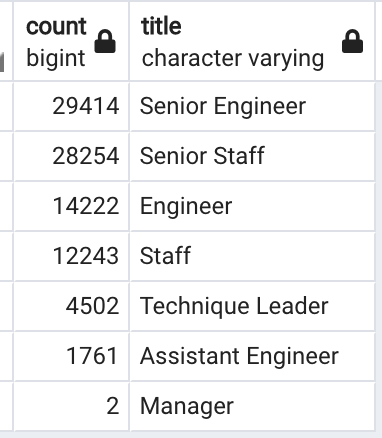 count title
bigint character varying
29414 Senior Engineer
28254 Senior Staff
14222 Engineer
12243 Staff
4502 Technique Leader
1761 Assistant Engineer
2 Manager